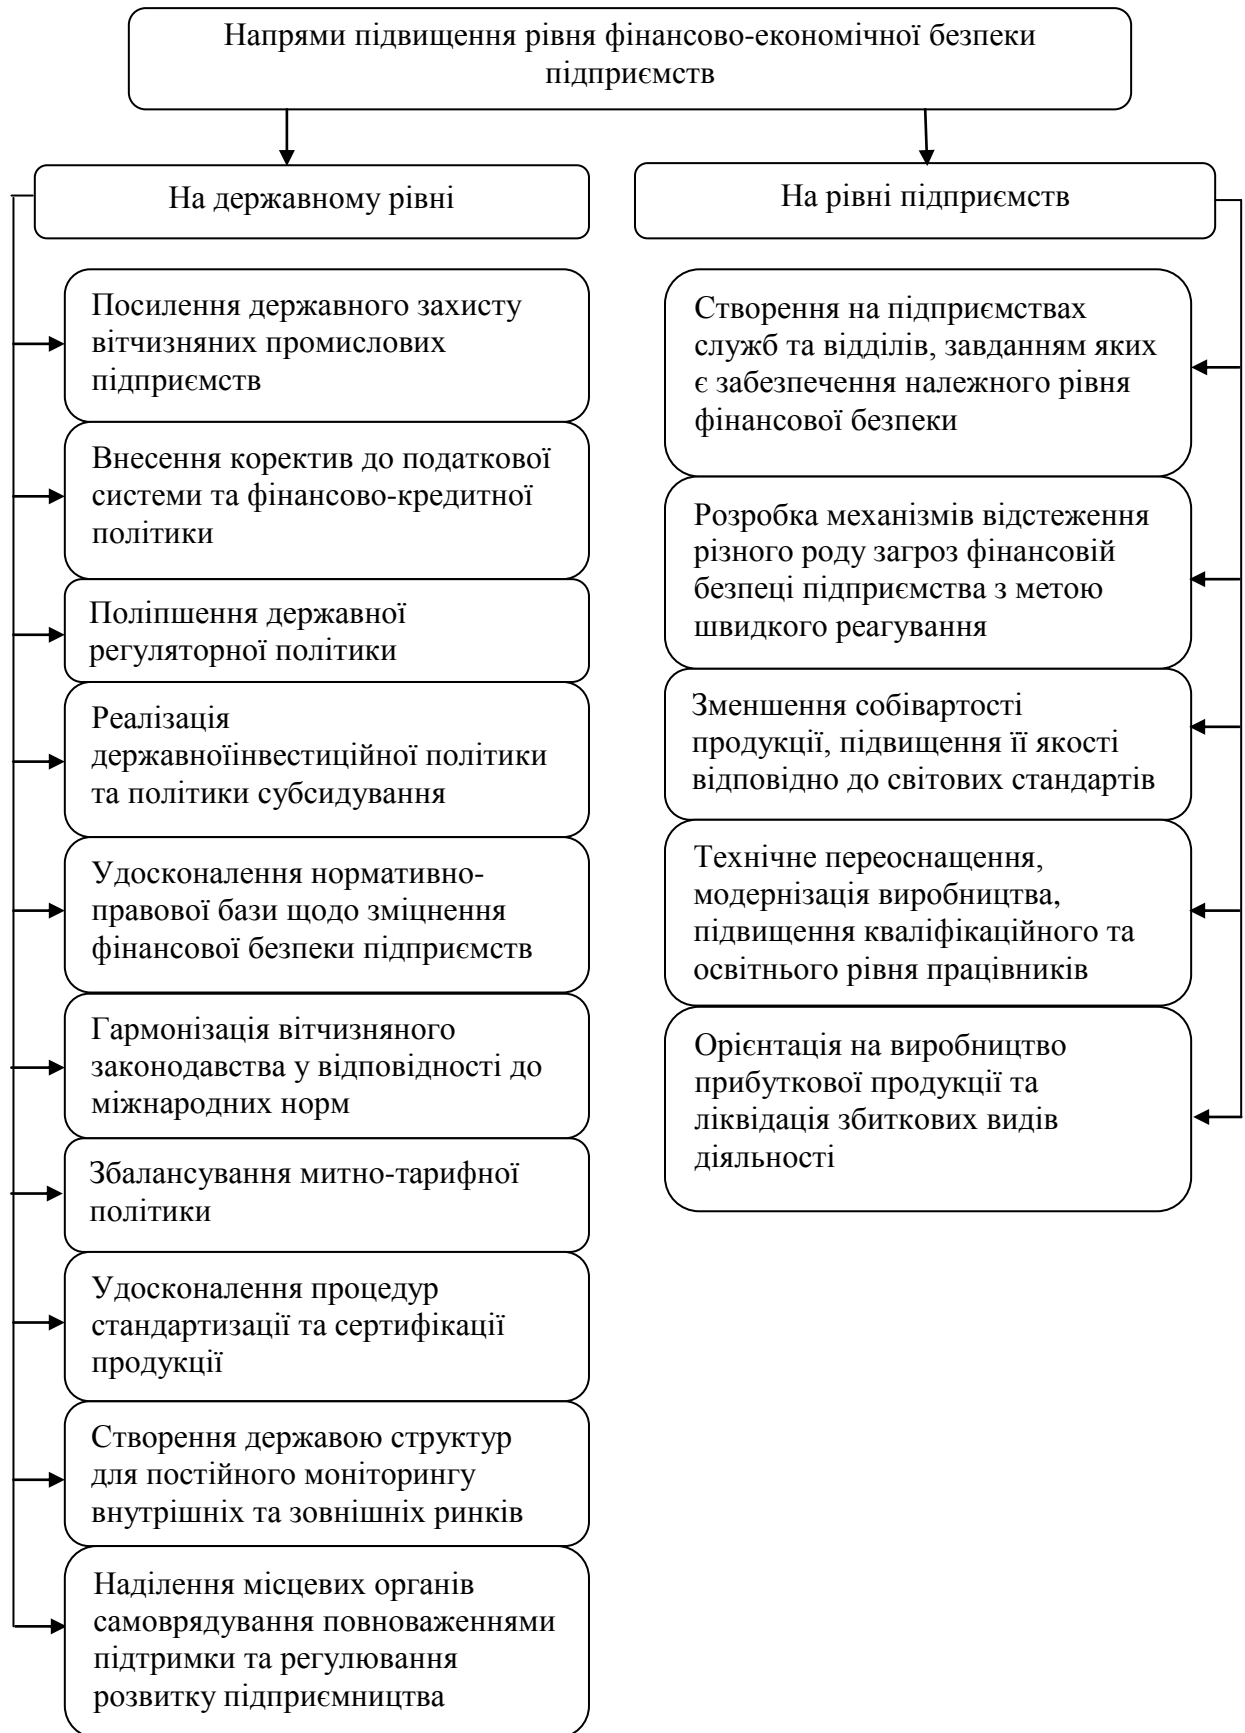 Напрями підвищення рівня фінансово-економічної безпеки
підприємств
На державному рівні
Посилення державного захисту
вітчизняних промислових
підприємств
Внесення коректив до податкової
системи та фінансово-кредитної
політики
Поліпшення державної
регуляторної політики
Реалізація
державноїінвестиційної політики
та політики субсидування
Удосконалення нормативно-
правової бази щодо зміцнення
фінансової безпеки підприємств
Гармонізація вітчизняного
законодавства у відповідності до
міжнародних норм
Збалансування митно-тарифної
політики
Удосконалення процедур
стандартизації та сертифікації
продукції
Створення державою структур
для постійного моніторингу
внутрішніх та зовнішніх ринків
Наділення місцевих органів
самоврядування повноваженнями
підтримки та регулювання
розвитку підприємництва
На рівні підприємств
Створення на підприємствах
служб та відділів, завданням яких
є забезпечення належного рівня
фінансової безпеки
Розробка механізмів відстеження
різного роду загроз фінансовій
безпеці підприємства з метою
швидкого реагування
Зменшення собівартості
продукції, підвищення її якості
відповідно до світових стандартів
Технічне переоснащення,
модернізація виробництва,
підвищення кваліфікаційного та
освітнього рівня працівників
Орієнтація на виробництво
прибуткової продукції та
ліквідація збиткових видів
діяльності